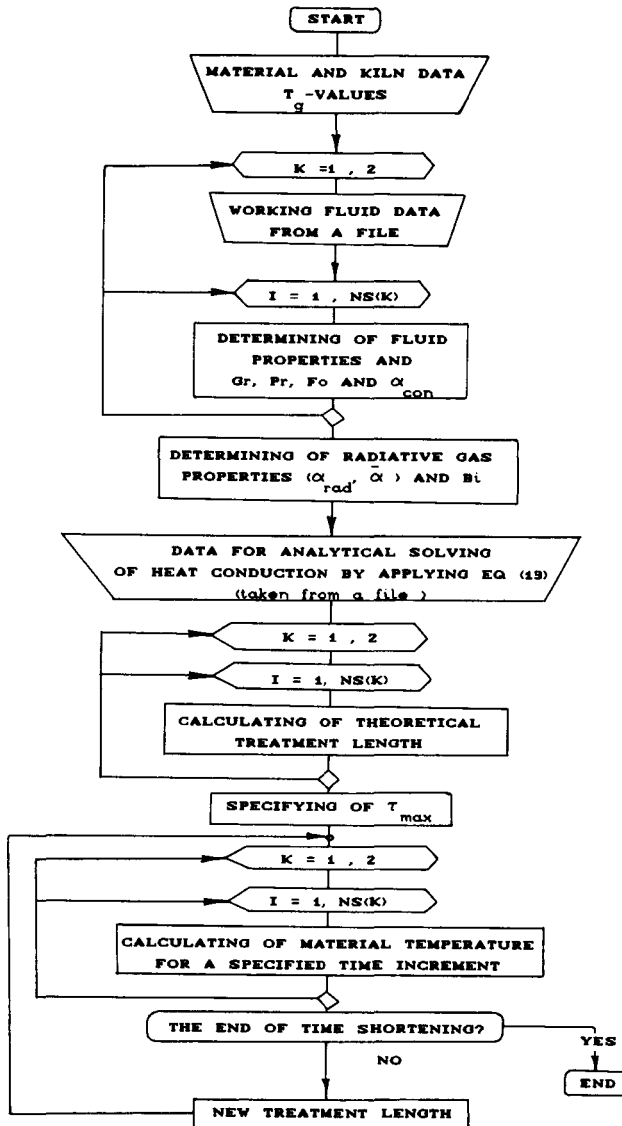 START
MATERIAL AND KILN DATA
T g -VALUES
K = 1 , 2
WORKING FLUID DATA
FROM A FILE
I = 1 , NS(K)
DETERMINING OF FLUID
PROPERTIES AND
Gr, Pr, Fo AND α con
DETERMINING OF RADIATIVE GAS
PROPERTIES (α rad, ᾱ ) AND Bi
DATA FOR ANALYTICAL SOLVING
OF HEAT CONDUCTION BY APPLYING EQ (19)
(taken from a file )
K = 1 , 2
I = 1, NS(K)
CALCULATING OF THEORETICAL
TREATMENT LENGTH
SPECIFYING OF τ max
K = 1 , 2
I = 1, NS(K)
CALCULATING OF MATERIAL TEMPERATURE
FOR A SPECIFIED TIME INCREMENT
THE END OF TIME SHORTENING?
YES
NO
END
NEW TREATMENT LENGTH